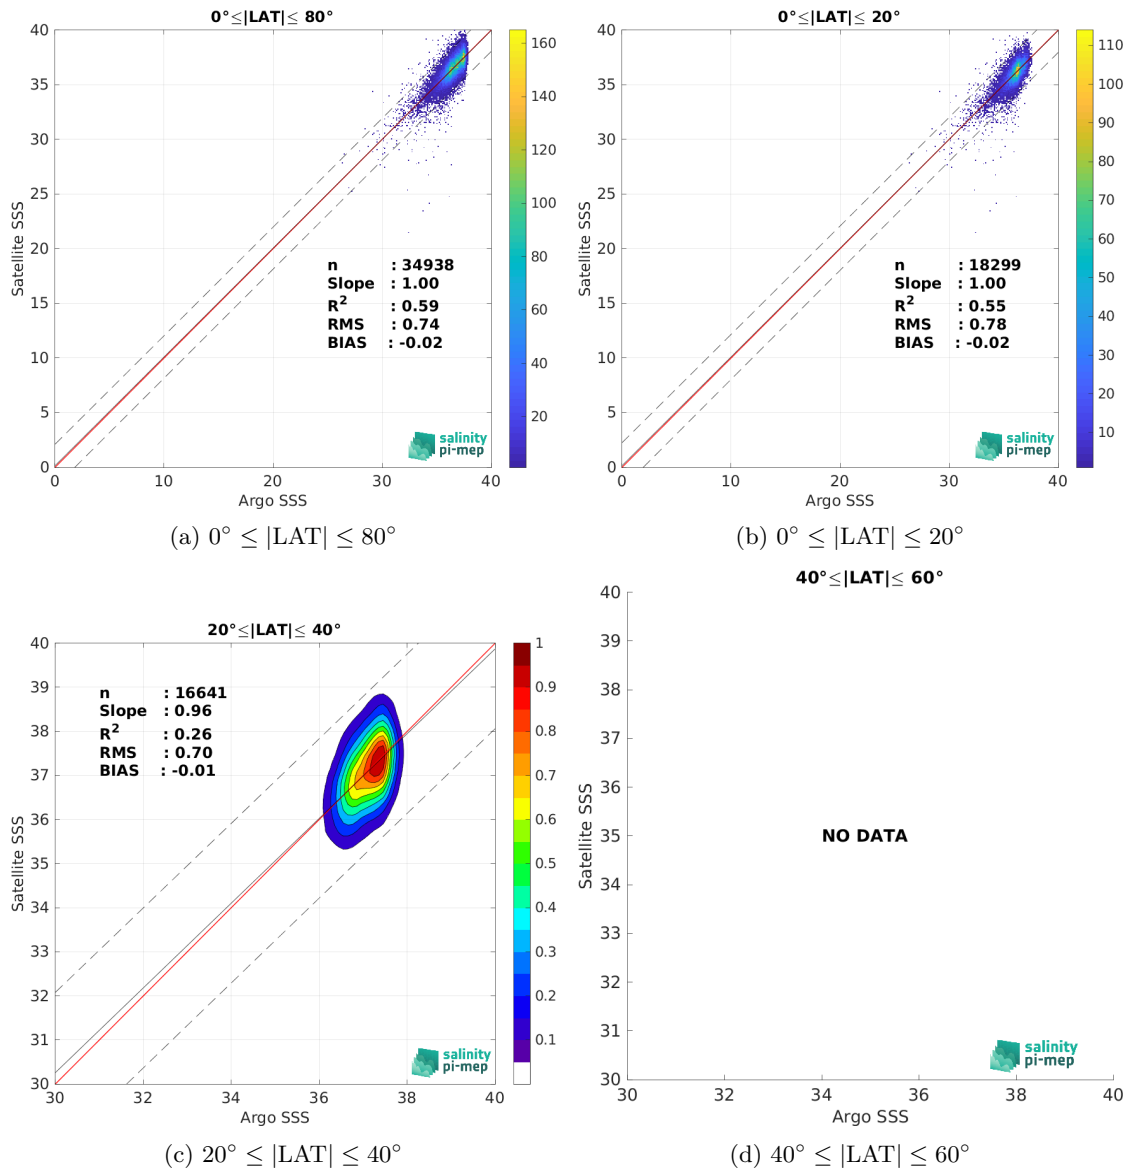 0°≤|LAT|≤ 80°
40
35
30
25
20
15
10
5
0
0
10
20
30
40
Satellite SSS
Argo SSS
n : 34938
Slope : 1.00
R² : 0.59
RMS : 0.74
BIAS : -0.02
salinity
pi-mep
160
140
120
100
80
60
40
20
(a) 0° ≤ |LAT| ≤ 80°
0°≤|LAT|≤ 20°
40
35
30
25
20
15
10
5
0
0
10
20
30
40
Satellite SSS
Argo SSS
n : 18299
Slope : 1.00
R² : 0.55
RMS : 0.78
BIAS : -0.02
salinity
pi-mep
110
100
90
80
70
60
50
40
30
20
10
(b) 0° ≤ |LAT| ≤ 20°
20°≤|LAT|≤ 40°
40
39
38
37
36
35
34
33
32
31
30
30
32
34
36
38
40
Satellite SSS
Argo SSS
n : 16641
Slope : 0.96
R² : 0.26
RMS : 0.70
BIAS : -0.01
salinity
pi-mep
1
0.9
0.8
0.7
0.6
0.5
0.4
0.3
0.2
0.1
(c) 20° ≤ |LAT| ≤ 40°
40°≤|LAT|≤ 60°
40
39
38
37
36
35
34
33
32
31
30
30
32
34
36
38
40
Satellite SSS
Argo SSS
NO DATA
salinity
pi-mep
(d) 40° ≤ |LAT| ≤ 60°